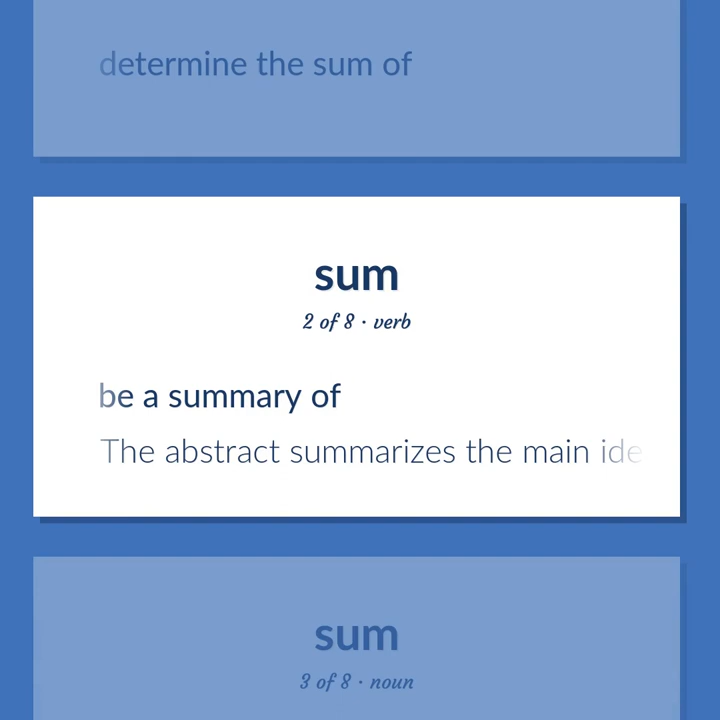 determine the sum of
sum
2 of 8 · verb
be a summary of
The abstract summarizes the main ide
sum
3 of 8 · noun